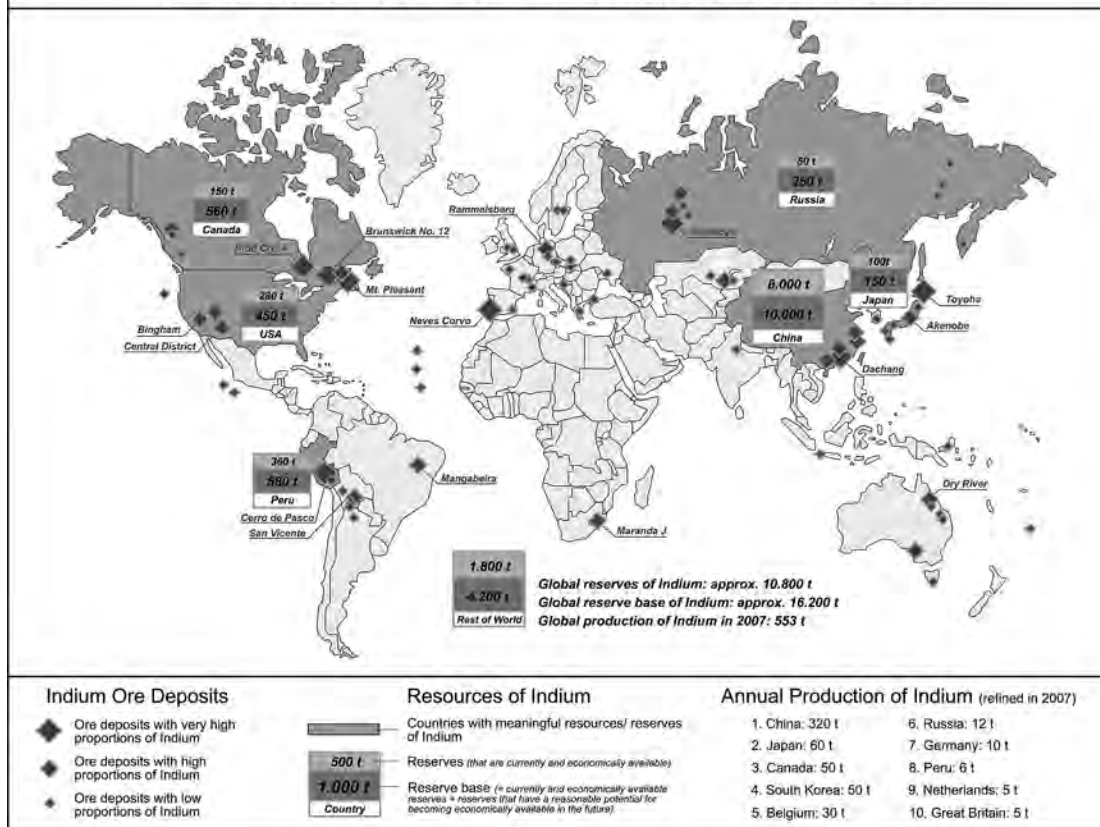 150 t
560 t
Canada
Brunswick No. 12
Mt. Pleasant
280 t
450 t
USA
Bingham
Central District
Rammelsberg
Neves Corvo
50 t
250 t
Russia
8.000 t
10.000 t
China
100t
150 t
Japan
Toyoha
Akenobe
Dachang
360 t
580 t
Peru
Cerro de Pasco
San Vicente
Mangabeira
Maranda J.
Dry River
1.800 t
Rest of World
Global reserves of Indium: approx. 10.800 t
Global reserve base of Indium: approx. 16.200 t
Global production of Indium in 2007: 553 t
Indium Ore Deposits
Ore deposits with very high
proportions of Indium
Ore deposits with high
proportions of Indium
Ore deposits with low
proportions of Indium
Resources of Indium
Countries with meaningful resources/ reserves
of Indium
500 t
Reserves (that are currently and economically available)
1.000 t
Reserve base (= currently and economically available
reserves + reserves that have a reasonable potential for
becoming economically available in the future)
Country
Annual Production of Indium (refined in 2007)
1. China: 320 t
2. Japan: 60 t
3. Canada: 50 t
4. South Korea: 50 t
5. Belgium: 30 t
6. Russia: 12 t
7. Germany: 10 t
8. Peru: 6 t
9. Netherlands: 5 t
10. Great Britain: 5 t